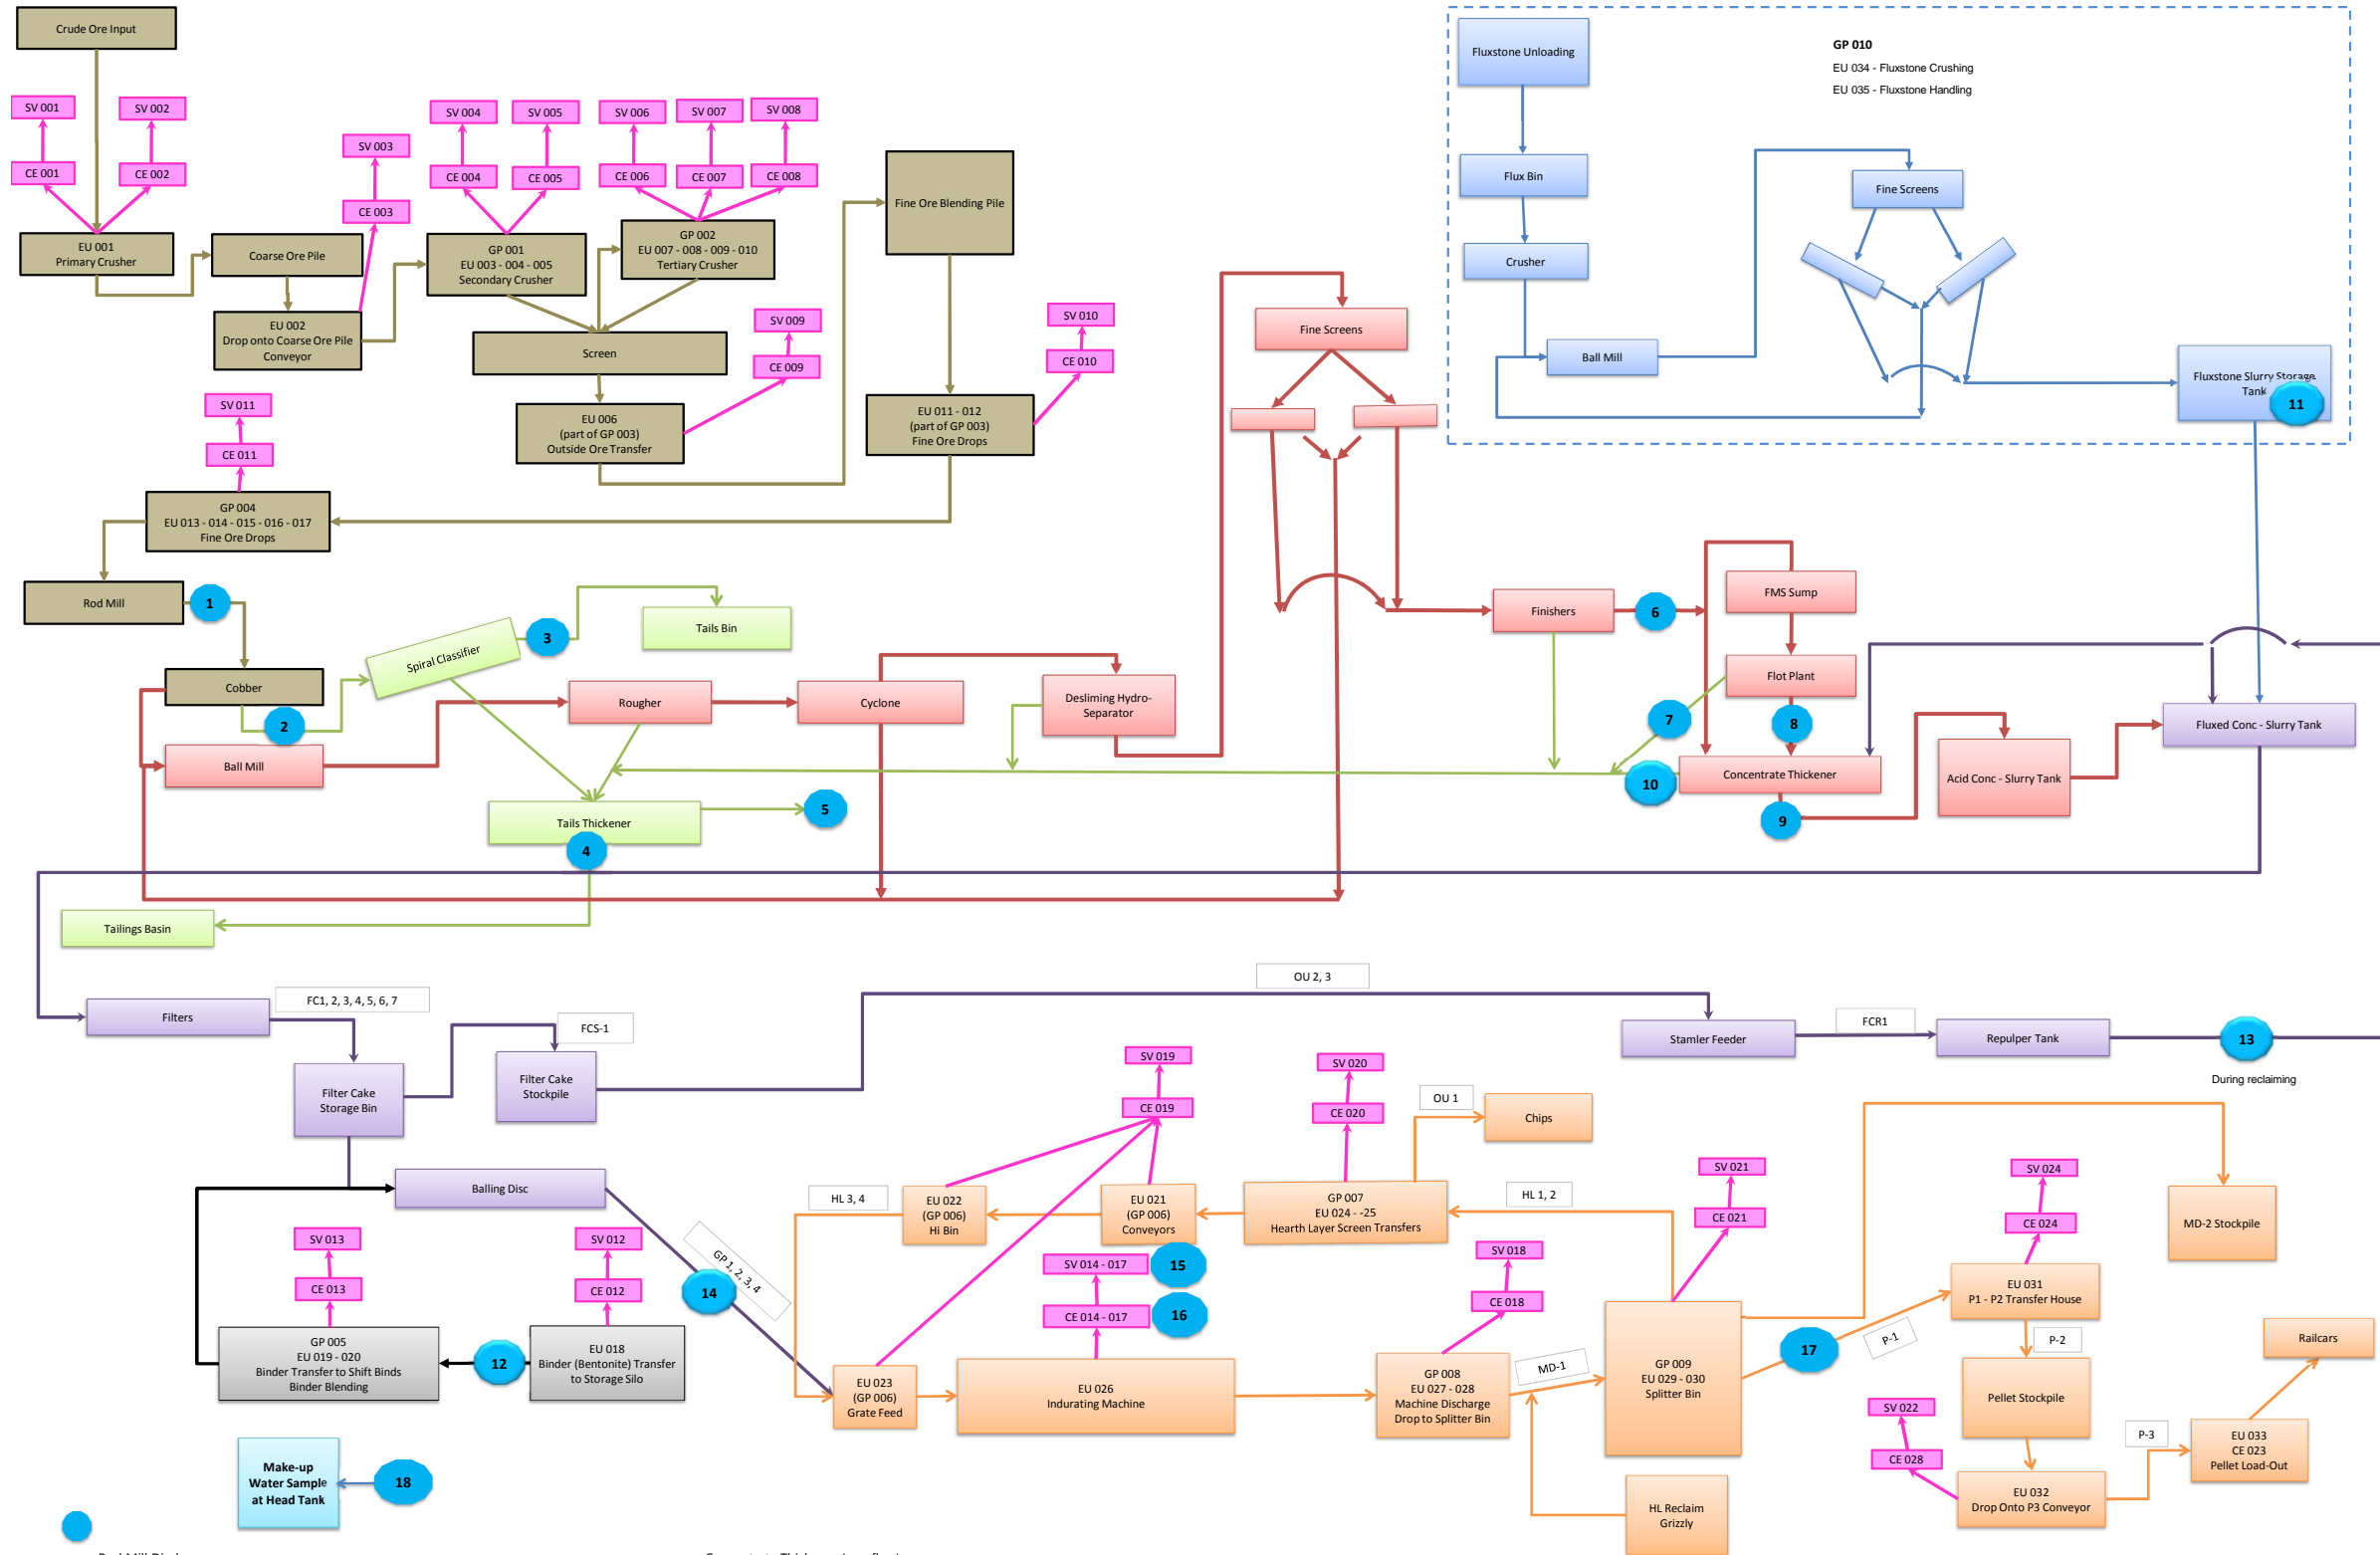 Crude Ore Input
Fluxstone Unloading
GP 010
EU 034 - Fluxstone Crushing
EU 035 - Fluxstone Handling
SV 001
SV 002
SV 003
SV 004
SV 005
SV 006
SV 007
SV 008
CE 001
CE 002
CE 003
CE 004
CE 005
CE 006
CE 007
CE 008
Fine Ore Blending Pile
Flux Bin
Fine Screens
Crusher
Ball Mill
Fluxstone Slurry Storage
Tank
11
EU 001
Primary Crusher
Coarse Ore Pile
EU 002
Drop onto Coarse Ore Pile
Conveyor
GP 001
EU 003 - 004 - 005
Secondary Crusher
GP 002
EU 007 - 008 - 009 - 010
Tertiary Crusher
Screen
SV 009
CE 009
SV 010
CE 010
Fine Screens
EU 006
(part of GP 003)
Outside Ore Transfer
EU 011 - 012
(part of GP 003)
Fine Ore Drops
SV 011
CE 011
GP 004
EU 013 - 014 - 015 - 016 - 017
Fine Ore Drops
Rod Mill
1
Cobber
2
Spiral Classifier
3
Tails Bin
Ball Mill
Rougher
Cyclone
Desliming Hydro-
Separator
Finishers
6
FMS Sump
Flot Plant
7
8
Concentrate Thickener
10
9
Acid Conc - Slurry Tank
Fluxed Conc - Slurry Tank
Tails Thickener
4
5
Tailings Basin
Filters
FC1, 2, 3, 4, 5, 6, 7
FCS-1
OU 2, 3
Stamler Feeder
FCR1
Repulper Tank
13
During reclaiming
Filter Cake
Storage Bin
Filter Cake
Stockpile
Balling Disc
SV 019
CE 019
SV 020
CE 020
OU 1
Chips
HL 3, 4
EU 022
(GP 006)
Hi Bin
EU 021
(GP 006)
Conveyors
GP 007
EU 024 - -25
Hearth Layer Screen Transfers
HL 1, 2
SV 021
CE 021
SV 024
CE 024
MD-2 Stockpile
SV 013
CE 013
SV 012
CE 012
GP 1, 2, 3, 4
14
SV 014 - 017
15
CE 014 - 017
16
SV 018
CE 018
EU 031
P1 - P2 Transfer House
GP 005
EU 019 - 020
Binder Transfer to Shift Binds
Binder Blending
12
EU 018
Binder (Bentonite) Transfer
to Storage Silo
EU 023
(GP 006)
Grate Feed
EU 026
Indurating Machine
GP 008
EU 027 - 028
Machine Discharge
Drop to Splitter Bin
MD-1
GP 009
EU 029 - 030
Splitter Bin
17
P-1
P-2
Railcars
Pellet Stockpile
SV 022
CE 028
P-3
EU 033
CE 023
Pellet Load-Out
EU 032
Drop Onto P3 Conveyor
HL Reclaim
Grizzly
Make-up
Water Sample
at Head Tank
18